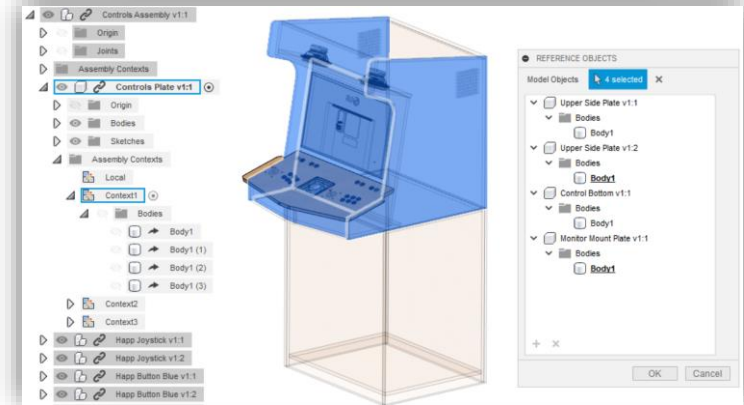 Controls Assembly v1:1
Origin
Joints
Assembly Contexts
Controls Plate v1:1
Origin
Bodies
Sketches
Assembly Contexts
Local
Context1
Bodies
Body1
Body1 (1)
Body1 (2)
Body1 (3)
Context2
Context3
Happ Joystick v1:1
Happ Joystick v1:2
Happ Button Blue v1:1
Happ Button Blue v1:2
REFERENCE OBJECTS
Model Objects 4 selected
Upper Side Plate v1:1
Bodies
Body1
Upper Side Plate v1:2
Bodies
Body1
Control Bottom v1:1
Bodies
Body1
Monitor Mount Plate v1:1
Bodies
Body1
OK Cancel